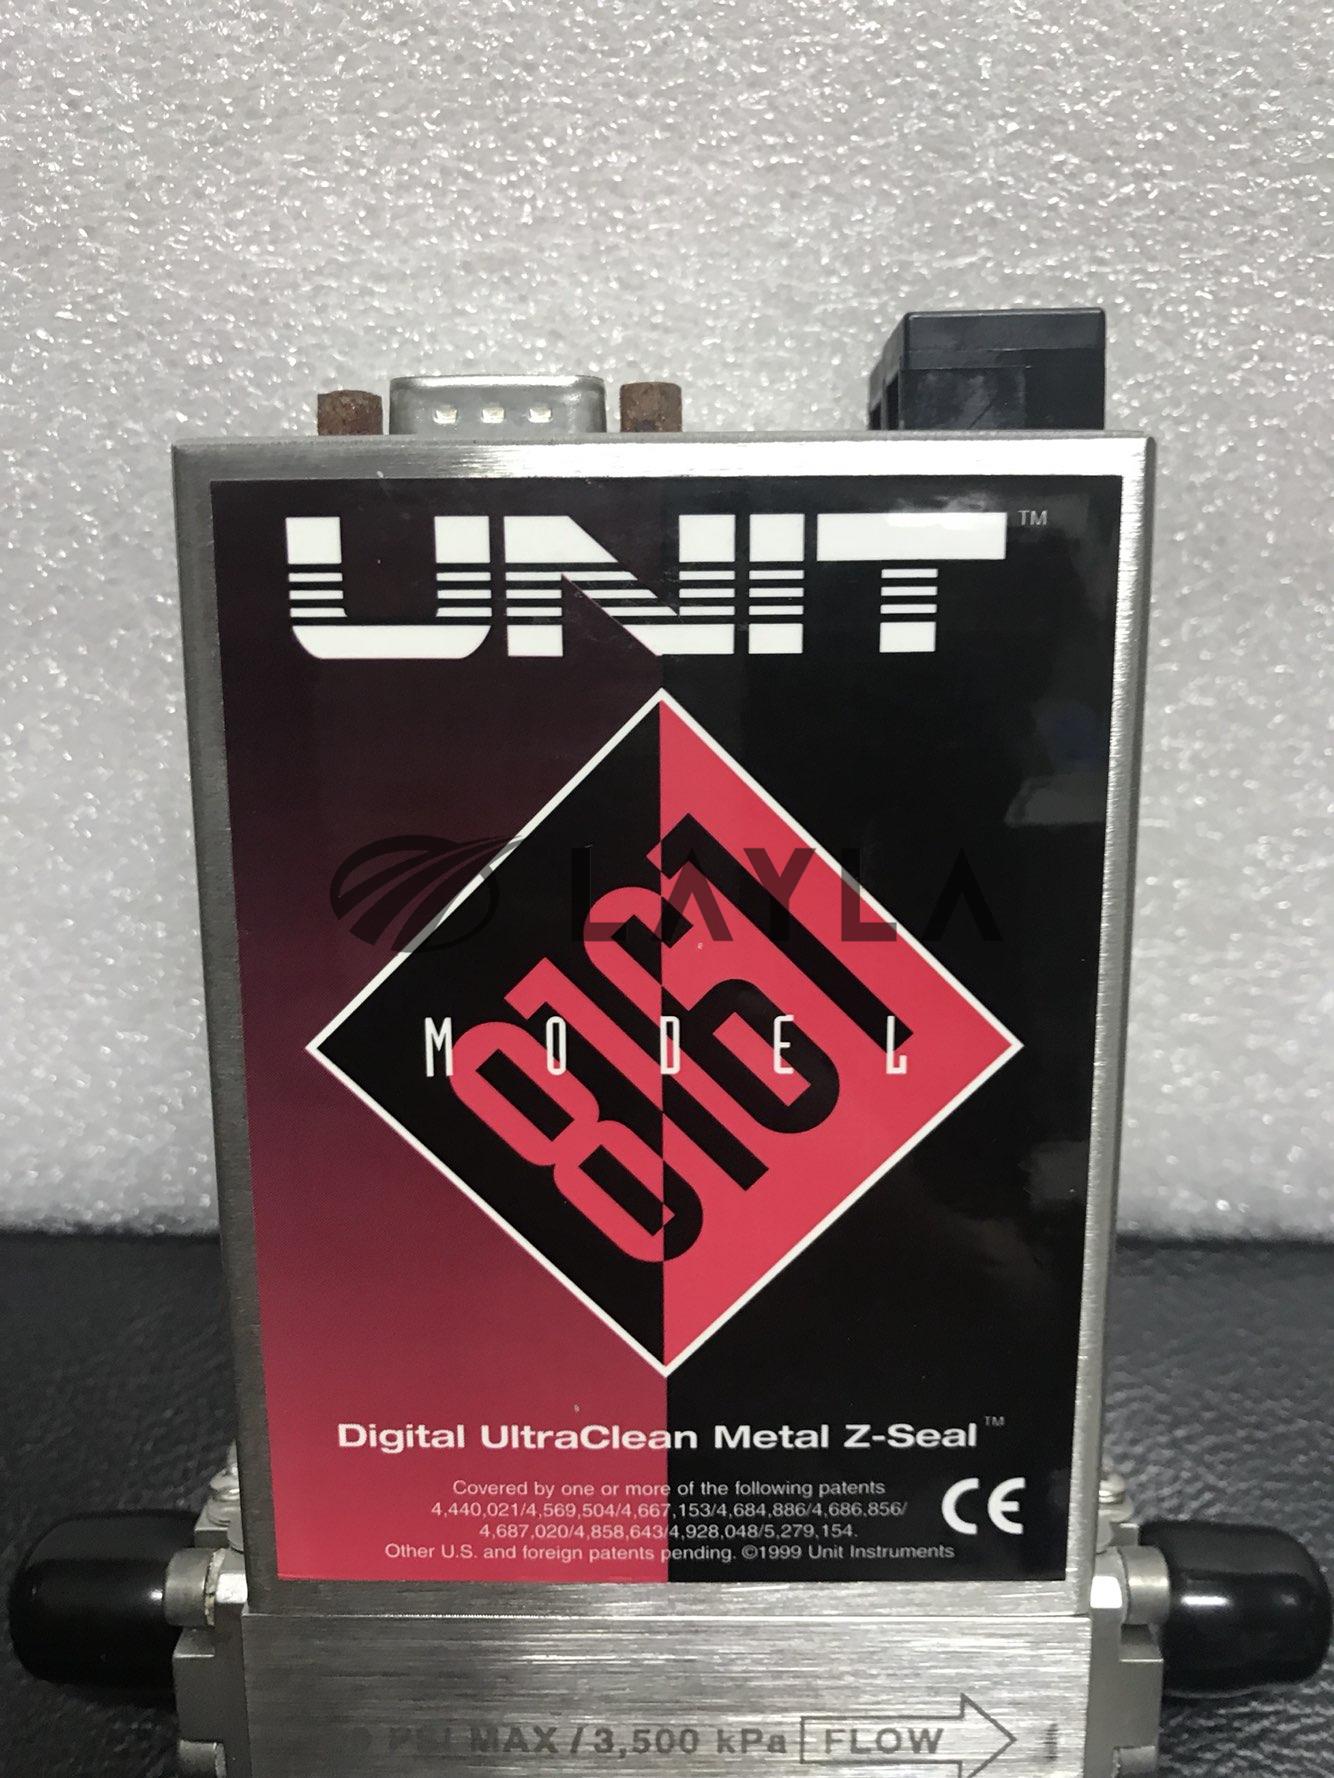 UNIT™
LAYLA
8161
MODEL
Digital UltraClean Metal Z-Seal™
Covered by one or more of the following patents
4,440,021/4,569,504/4,667,153/4,684,886/4,686,856/
4,687,020/4,858,643/4,928,048/5,279,154.
Other U.S. and foreign patents pending. ©1999 Unit Instruments
CE
PSI MAX / 3,500 kPa FLOW